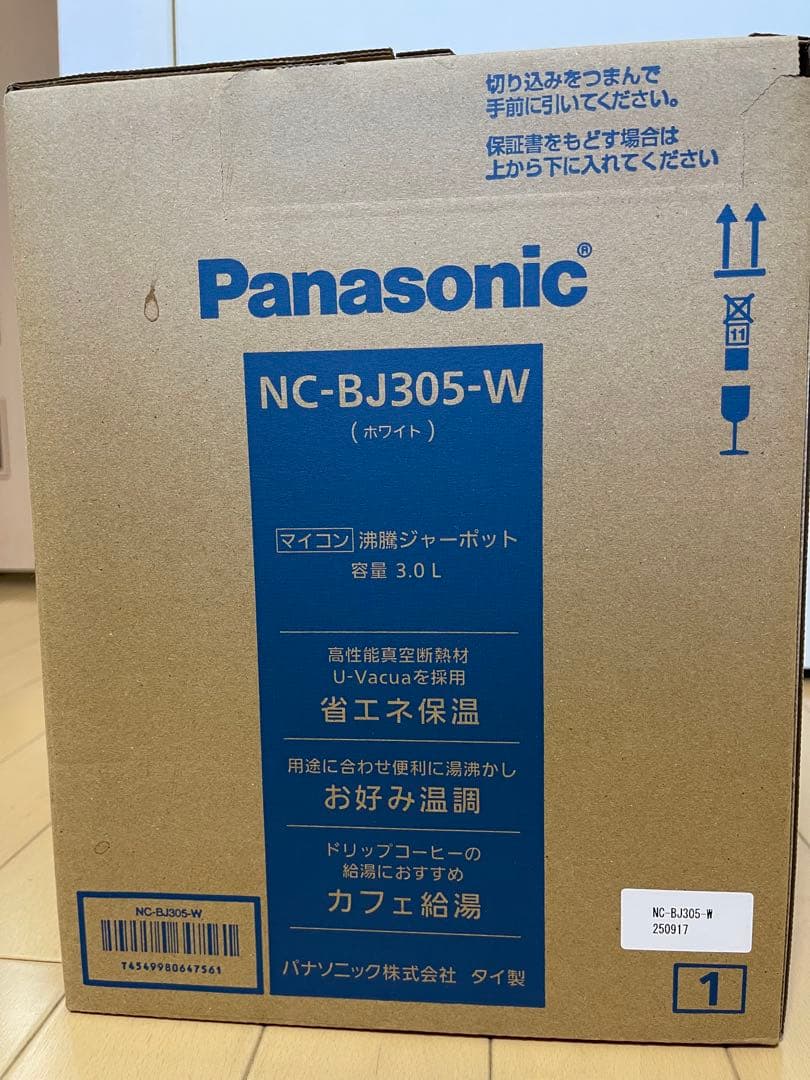 切り込みをつまんで
手前に引いてください。
保証書をもどす場合は
上から下に入れてください
Panasonic®
11
NC-BJ305-W
(ホワイト)
マイコン 沸騰ジャーポット
容量 3.0 L
高性能真空断熱材
U-Vacuaを採用
省エネ保温
用途に合わせ便利に湯沸かし
お好み温調
ドリップコーヒーの
給湯におすすめ
カフェ給湯
パナソニック株式会社 タイ製
NC-BJ305-W
T4549980647561
NC-BJ305-W
250917
1